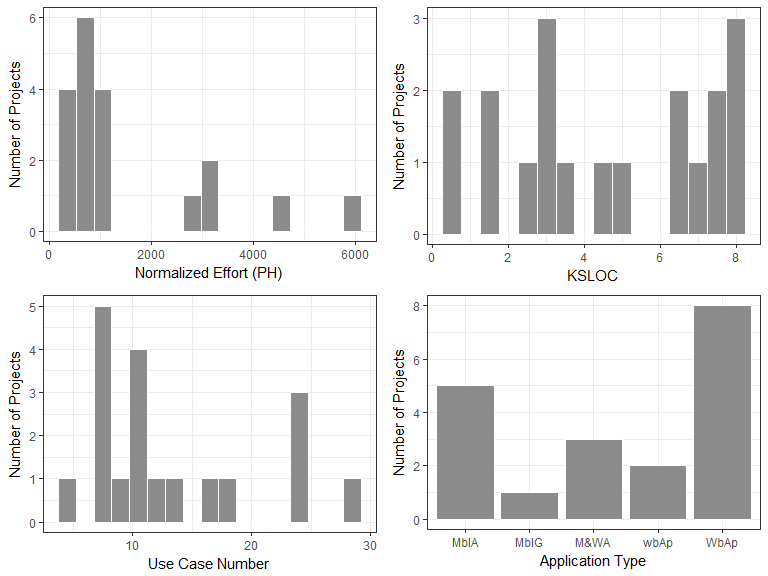 Number of Projects
6
4
2
0
0
2000
4000
6000
Normalized Effort (PH)
Number of Projects
3
2
1
0
0
2
4
6
8
KSLOC
Number of Projects
5
4
3
2
1
0
10
20
30
Use Case Number
Number of Projects
8
6
4
2
0
MblA
MblG
M&WA
wbAp
WbAp
Application Type